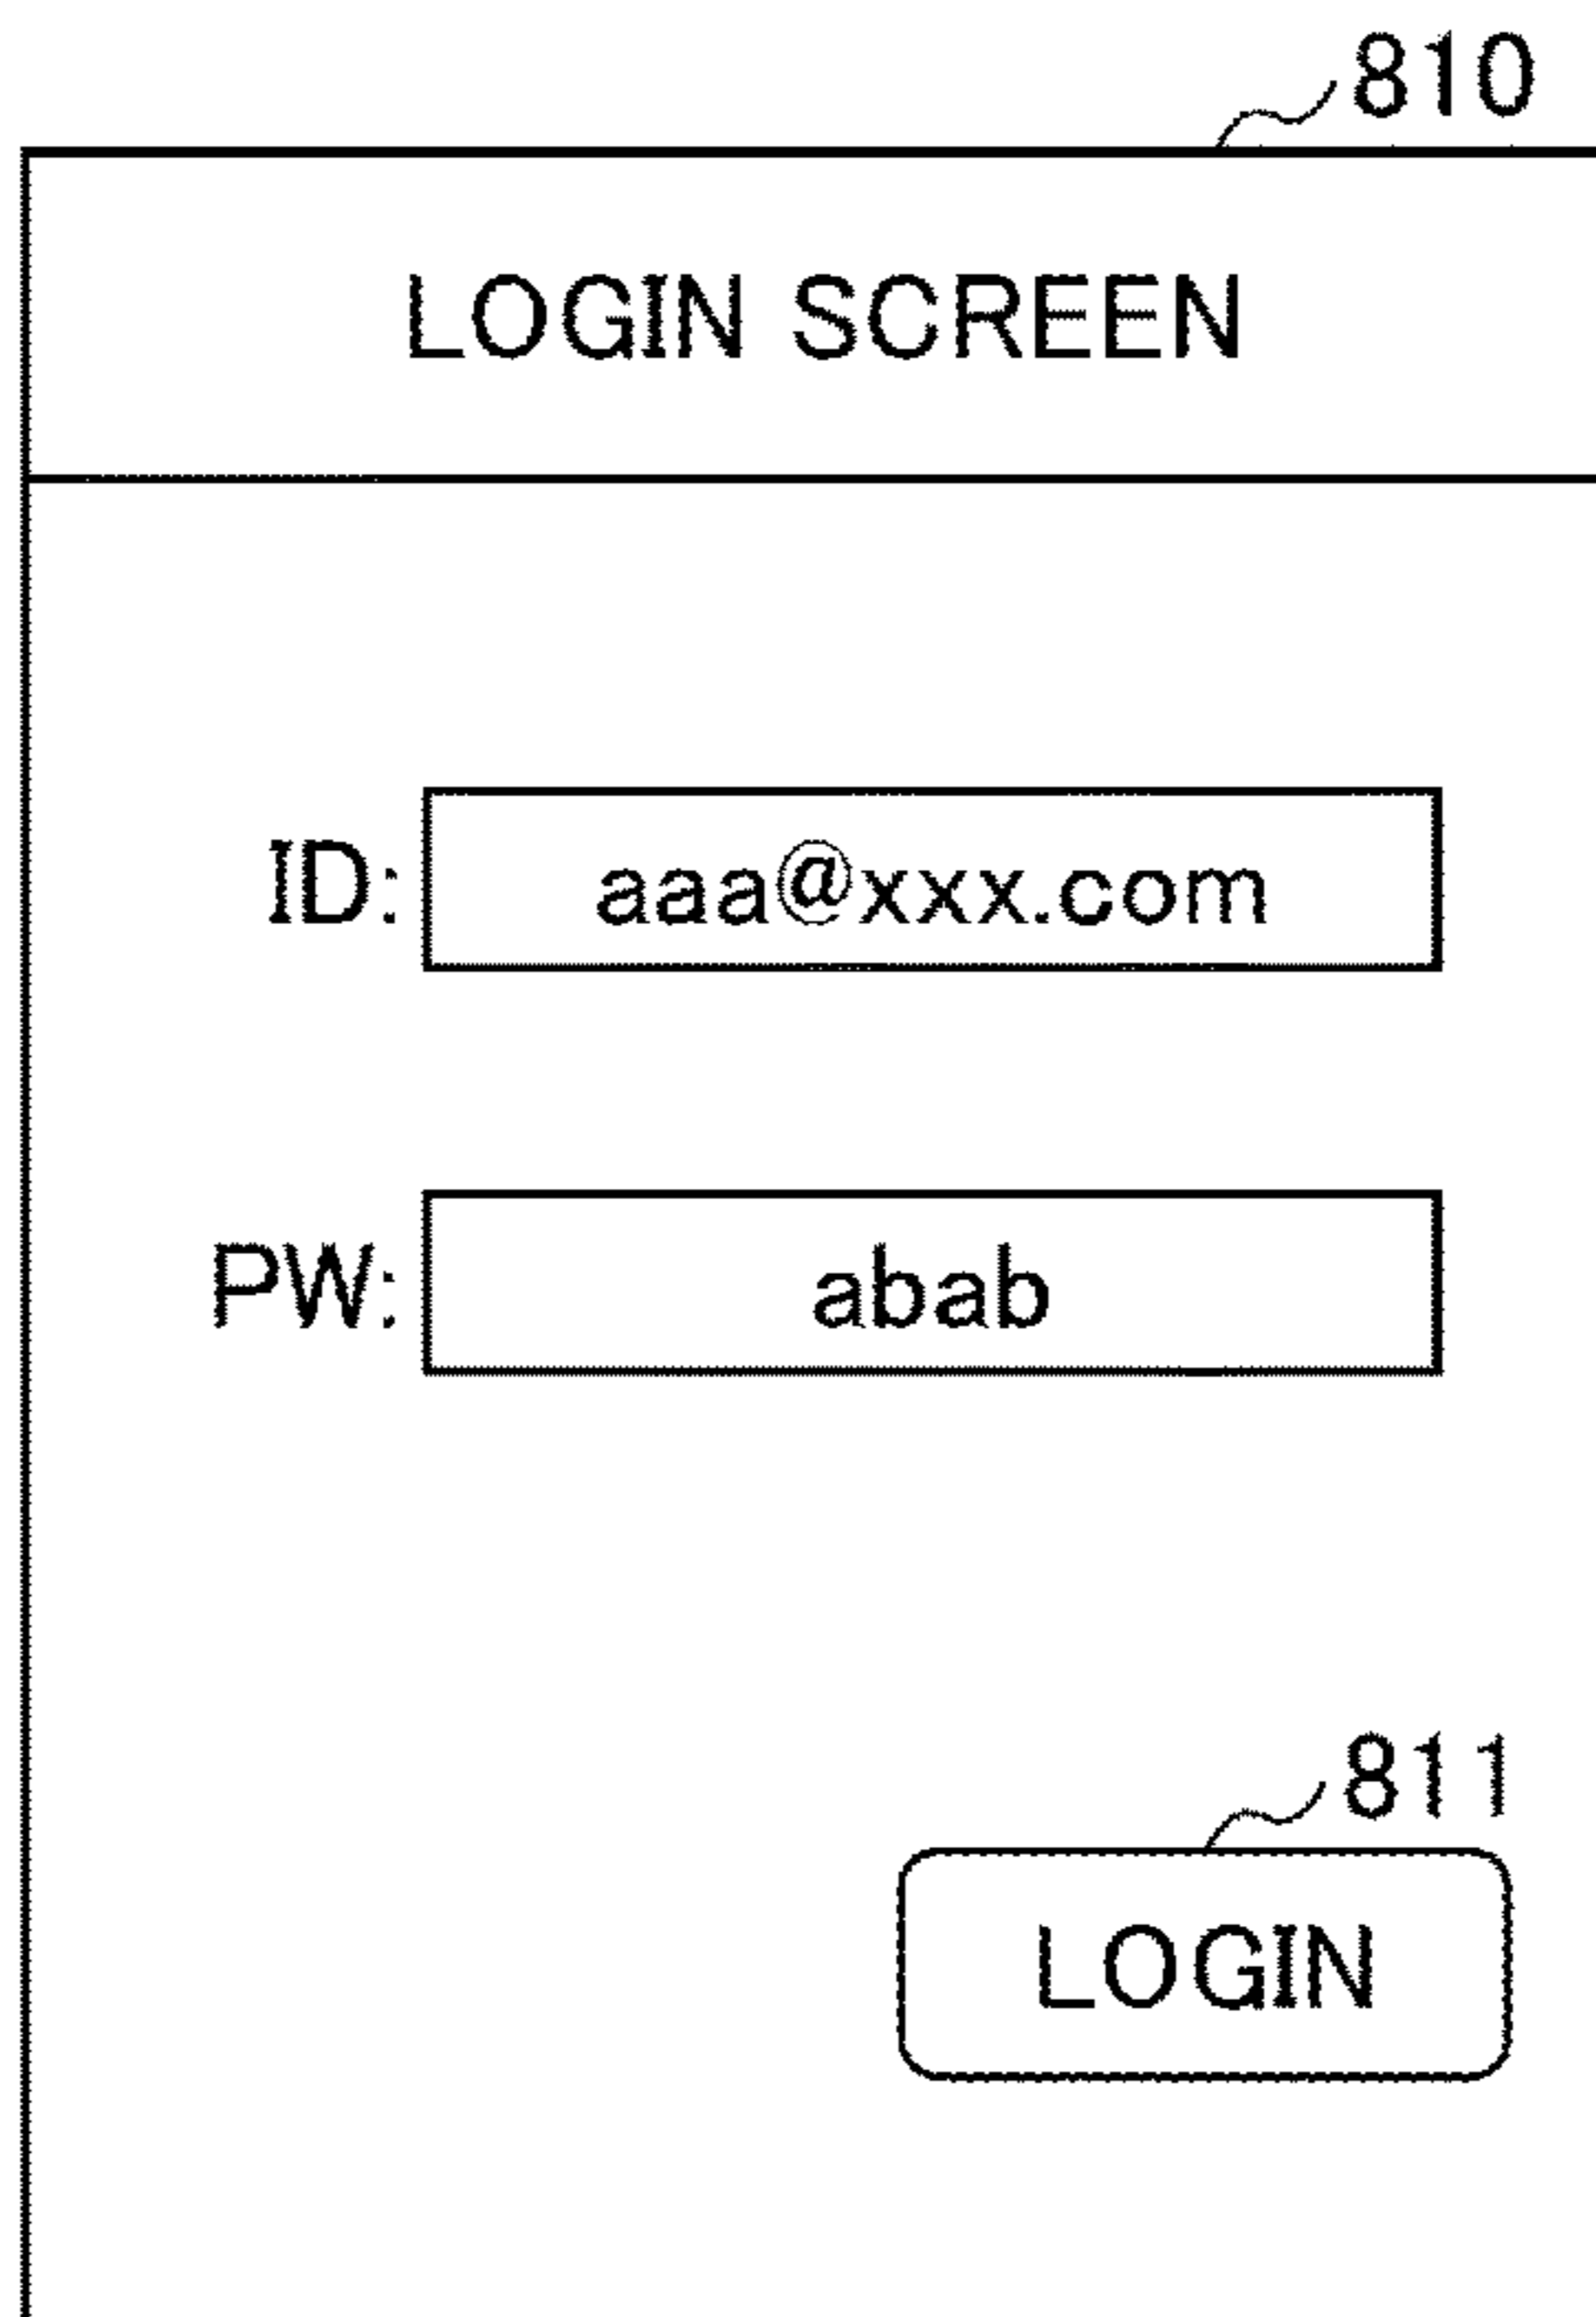 810
LOGIN SCREEN
ID: aaa@xxx.com
PW: abab
811
LOGIN